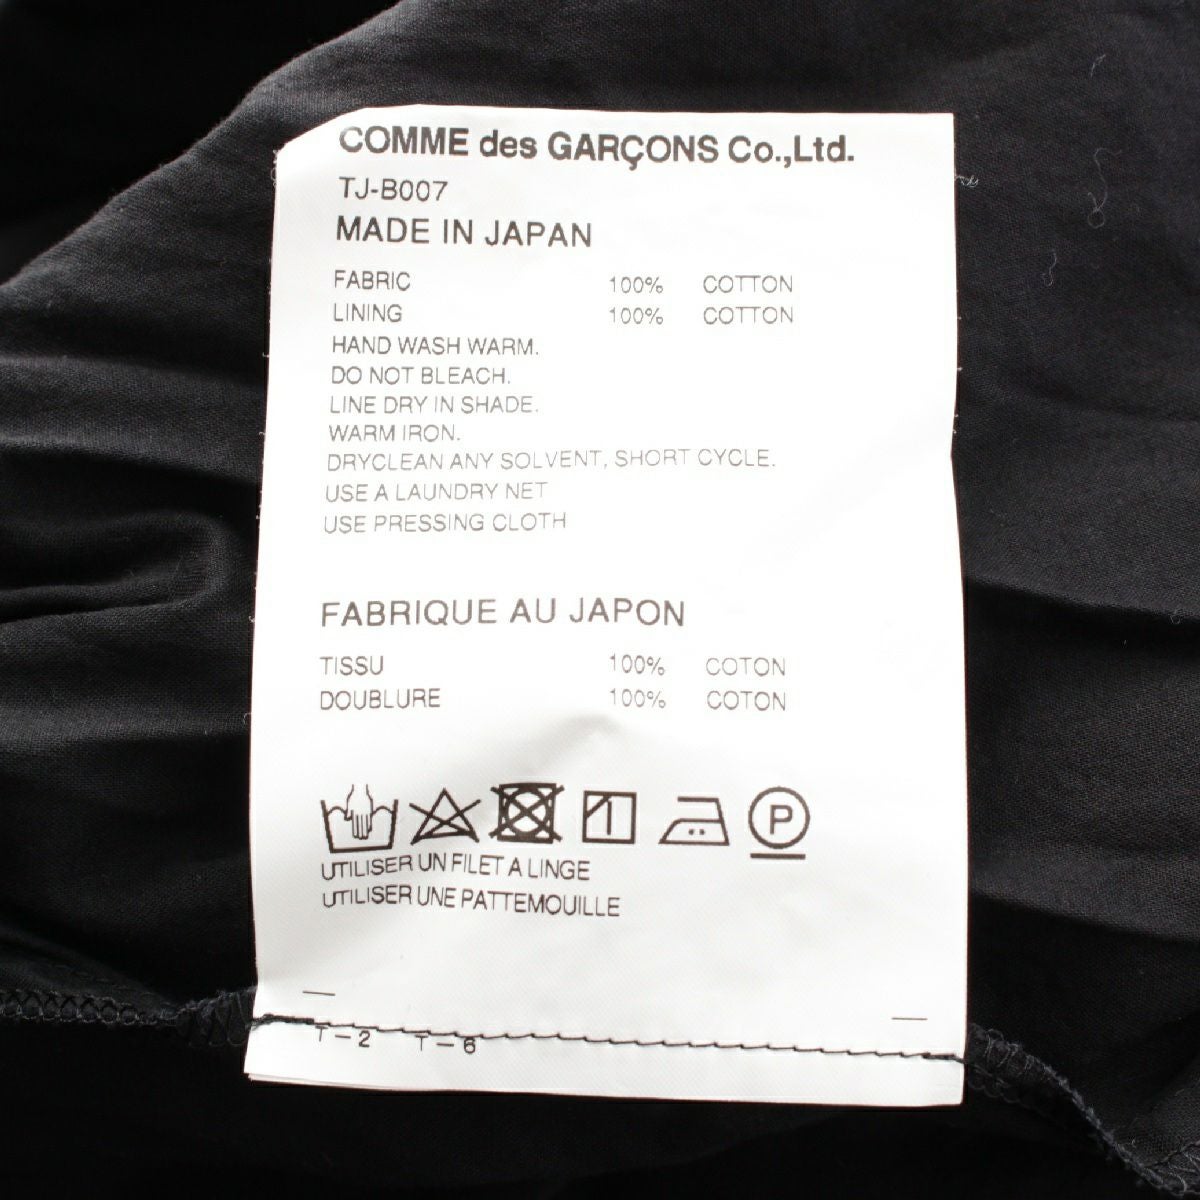 COMME des GARÇONS Co.,Ltd.
TJ-B007
MADE IN JAPAN
FABRIC 100% COTTON
LINING 100% COTTON
HAND WASH WARM.
DO NOT BLEACH.
LINE DRY IN SHADE.
WARM IRON.
DRYCLEAN ANY SOLVENT, SHORT CYCLE.
USE A LAUNDRY NET
USE PRESSING CLOTH
FABRIQUE AU JAPON
TISSU 100% COTON
DOUBLURE 100% COTON
P
UTILISER UN FILET A LINGE
UTILISER UNE PATTEMOUILLE
T-2 T-6